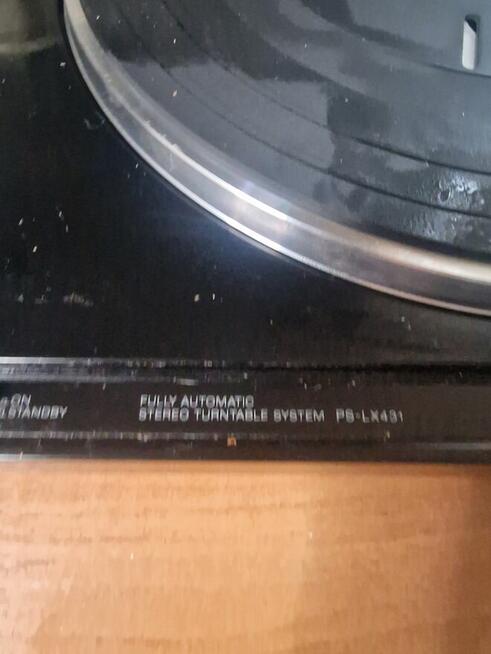 ON
STANDBY
FULLY AUTOMATIC
STEREO TURNTABLE SYSTEM PS-LX431